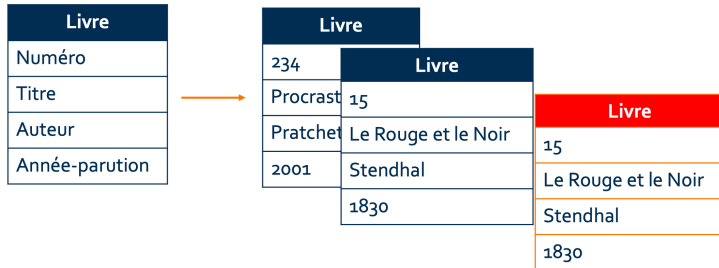 Livre
Numéro
Titre
Auteur
Année-parution
Livre
234
Procrast
Pratchet
2001
Livre
15
Le Rouge et le Noir
Stendhal
1830
Livre
15
Le Rouge et le Noir
Stendhal
1830